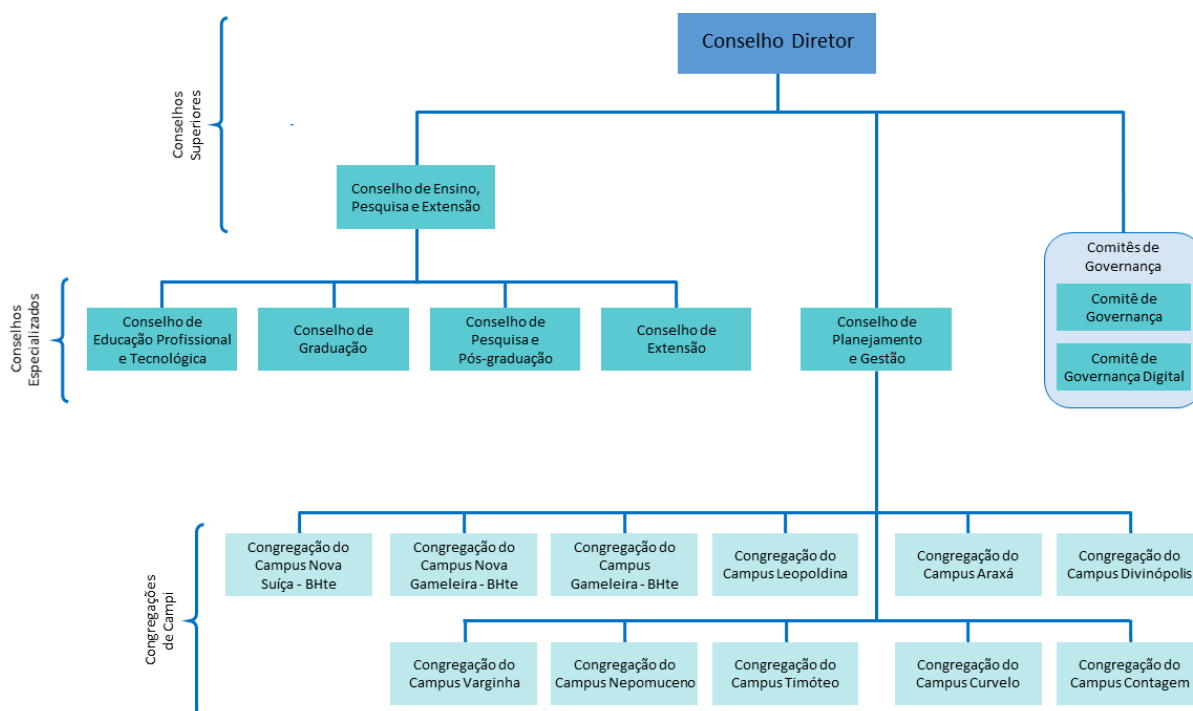 Conselho Diretor
Conselhos
Superiores
Conselho de Ensino,
Pesquisa e Extensão
Comitês de
Governança
Comitê de
Governança
Comitê de
Governança Digital
Conselhos
Especializados
Conselho de
Educação Profissional
e Tecnológica
Conselho de
Graduação
Conselho de
Pesquisa e
Pós-graduação
Conselho de
Extensão
Conselho de
Planejamento
e Gestão
Congregações
de Campi
Congregação do
Campus Nova
Suíça - BHte
Congregação do
Campus Nova
Gameleira - BHte
Congregação do
Campus
Gameleira - BHte
Congregação do
Campus Leopoldina
Congregação do
Campus Araxá
Congregação do
Campus Divinópolis
Congregação do
Campus Varginha
Congregação do
Campus Nepomuceno
Congregação do
Campus Timóteo
Congregação do
Campus Curvelo
Congregação do
Campus Contagem